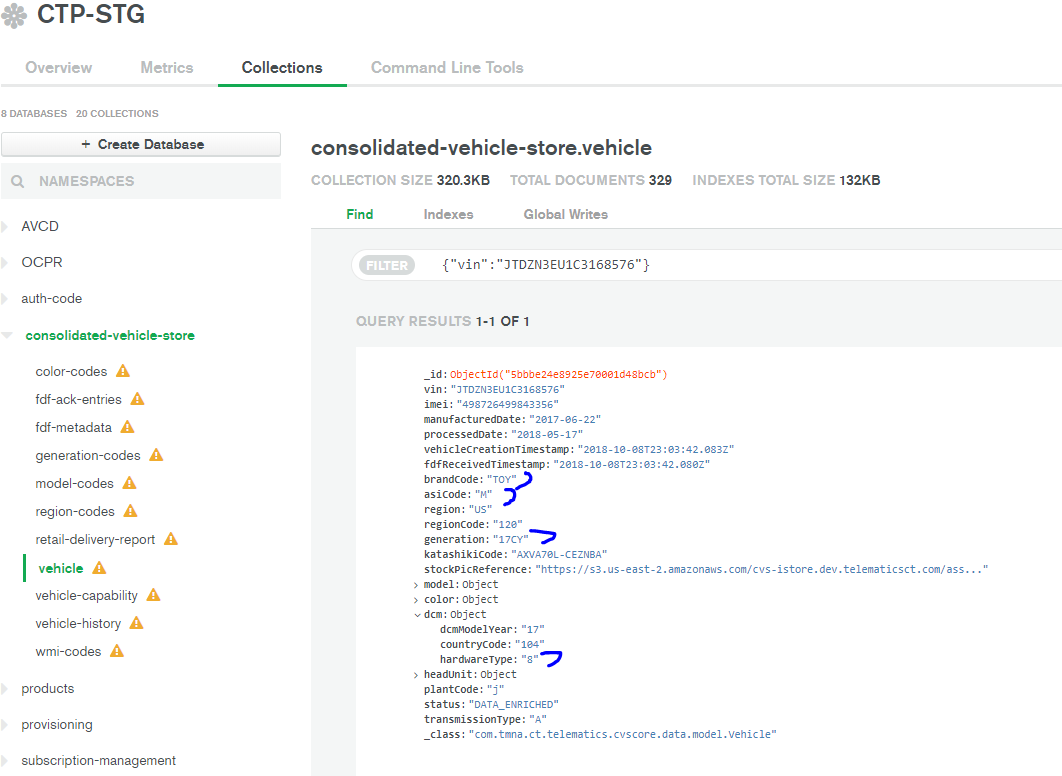 CTP-STG
Overview Metrics Collections Command Line Tools
8 DATABASES 20 COLLECTIONS
+ Create Database
NAMESPACES
AVCD
OCPR
auth-code
consolidated-vehicle-store
color-codes
fdf-ack-entries
fdf-metadata
generation-codes
model-codes
region-codes
retail-delivery-report
vehicle
vehicle-capability
vehicle-history
wmi-codes
products
provisioning
subscription-management
consolidated-vehicle-store.vehicle
COLLECTION SIZE 320.3KB TOTAL DOCUMENTS 329 INDEXES TOTAL SIZE 132KB
Find Indexes Global Writes
FILTER {"vin":"JTDZN3EU1C3168576"}
QUERY RESULTS 1-1 OF 1
_id:ObjectId("5bbbe24e8925e70001d48bcb")
vin:"JTDZN3EU1C3168576"
imei:"498726499843356"
manufacturedDate:"2017-06-22"
processedDate:"2018-05-17"
vehicleCreationTimestamp:"2018-10-08T23:03:42.083Z"
fdfReceivedTimestamp:"2018-10-08T23:03:42.080Z"
brandCode:"TOY"
asiCode:"M"
region:"US"
regionCode:"120"
generation:"17CY"
katashikiCode:"AXVA70L-CEZNBA"
stockPicReference:"https://s3.us-east-2.amazonaws.com/cvs-istore.dev.telematicsct.com/ass..."
> model:Object
> color:Object
dcm:Object
dcmModelYear:"17"
countryCode:"104"
hardwareType:"8"
> headUnit:Object
plantCode:"j"
status:"DATA_ENRICHED"
transmissionType:"A"
_class:"com.tmna.ct.telematics.cvscore.data.model.Vehicle"